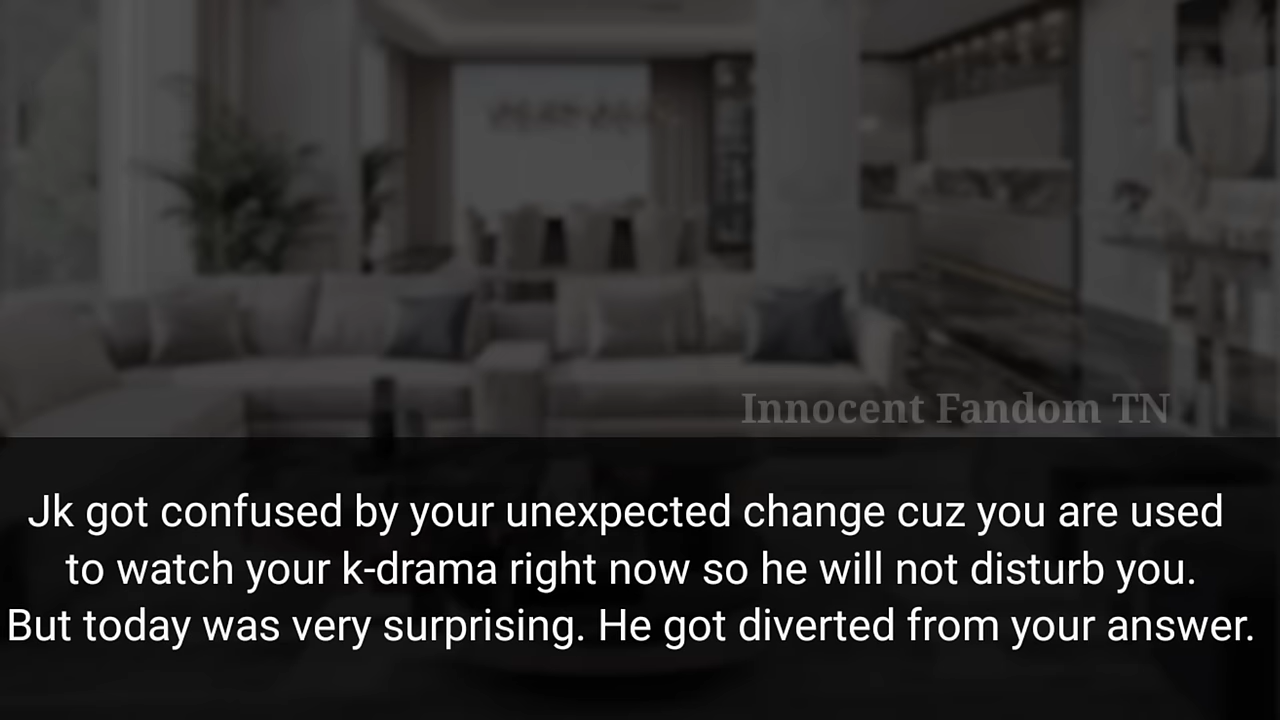 Innocent Fandom TN
Jk got confused by your unexpected change cuz you are used
to watch your k-drama right now so he will not disturb you.
But today was very surprising. He got diverted from your answer.